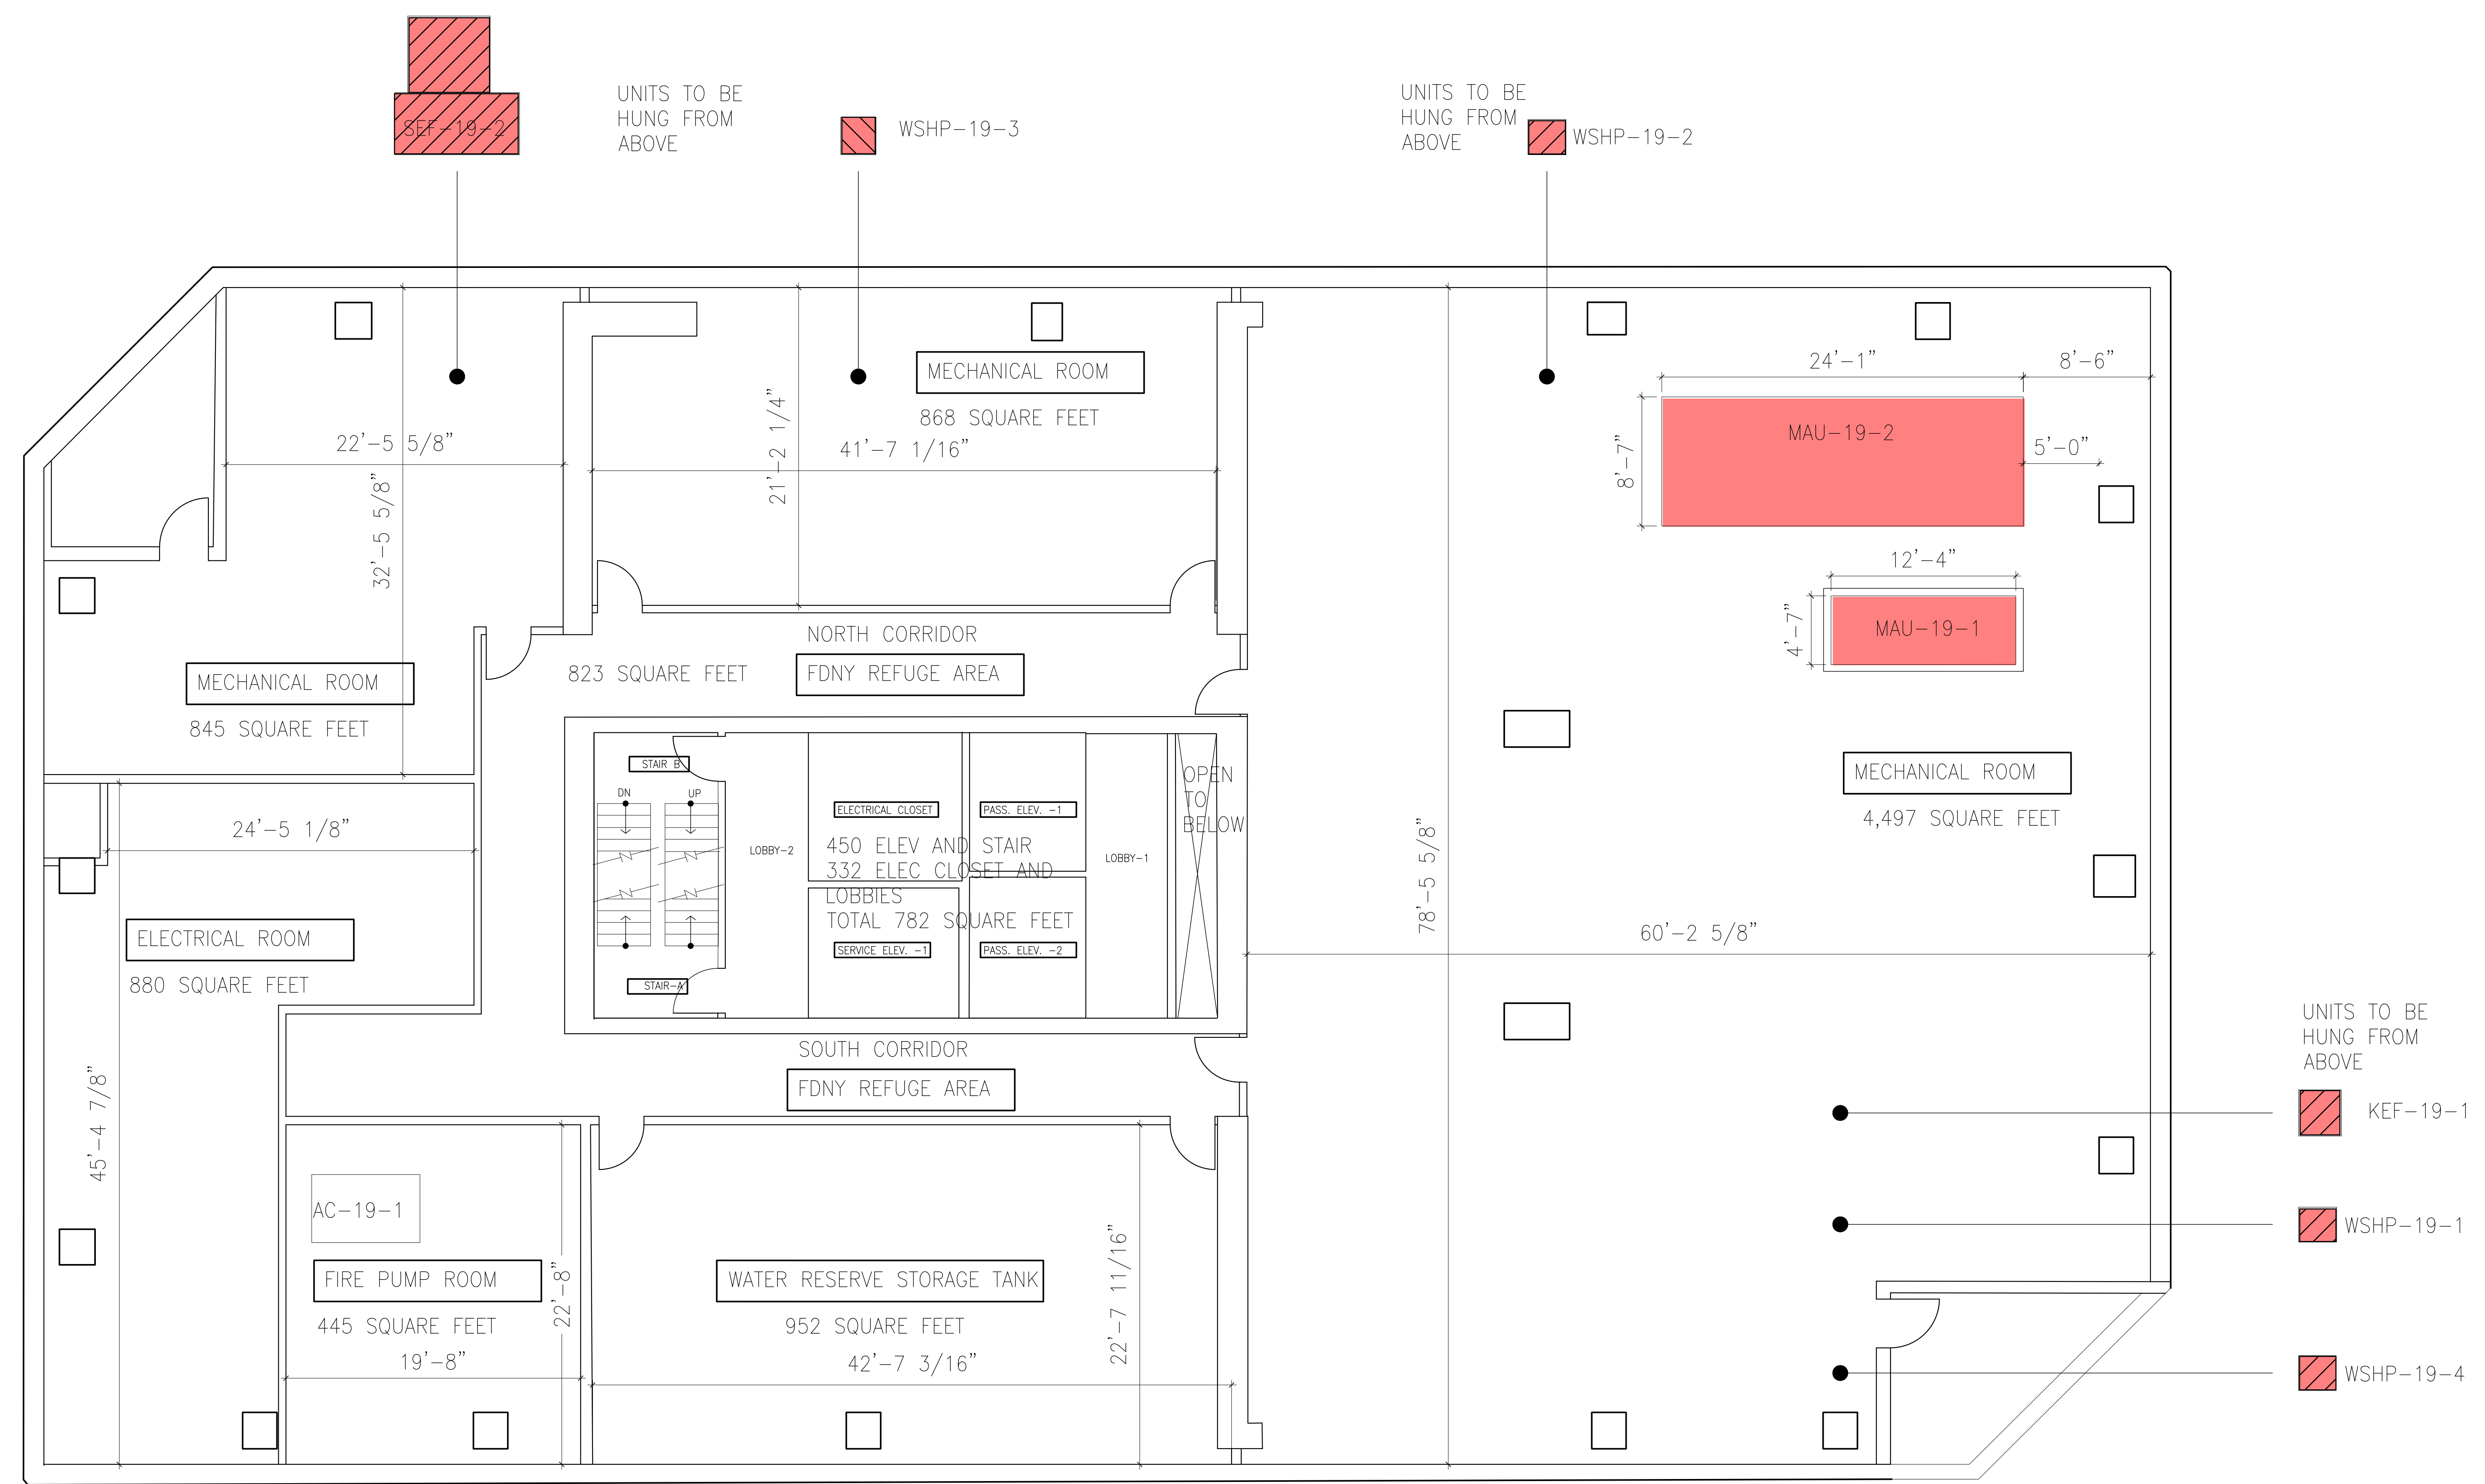 SEF-19-2
UNITS TO BE
HUNG FROM
ABOVE
WSHP-19-3
UNITS TO BE
HUNG FROM
ABOVE
WSHP-19-2
24'-1"
8'-6"
MECHANICAL ROOM
868 SQUARE FEET
22'-5 5/8"
32'-5 5/8"
21'-2 1/4"
41'-7 1/16"
8'-7"
MAU-19-2
5'-0"
12'-4"
4'-7"
MAU-19-1
NORTH CORRIDOR
823 SQUARE FEET
FDNY REFUGE AREA
MECHANICAL ROOM
845 SQUARE FEET
STAIR B
DN
UP
ELECTRICAL CLOSET
PASS. ELEV. -1
OPEN
TO
BELOW
MECHANICAL ROOM
4,497 SQUARE FEET
24'-5 1/8"
LOBBY-2
450 ELEV AND STAIR
332 ELEC CLOSET AND
LOBBIES
TOTAL 782 SQUARE FEET
LOBBY-1
78'-5 5/8"
60'-2 5/8"
ELECTRICAL ROOM
880 SQUARE FEET
SERVICE ELEV. -1
PASS. ELEV. -2
STAIR-A
SOUTH CORRIDOR
FDNY REFUGE AREA
UNITS TO BE
HUNG FROM
ABOVE
KEF-19-1
45'-4 7/8"
AC-19-1
WSHP-19-1
FIRE PUMP ROOM
445 SQUARE FEET
22'-8"
19'-8"
WATER RESERVE STORAGE TANK
952 SQUARE FEET
42'-7 3/16"
22'-7 11/16"
WSHP-19-4